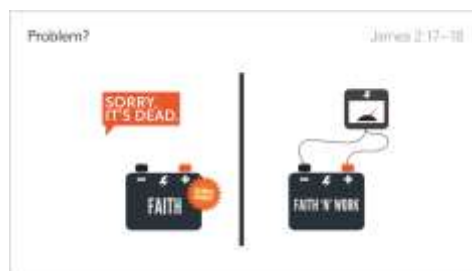 Problem?
James 2:17–18
SORRY,
IT'S DEAD.
FAITH
FAITH 'N' WORK